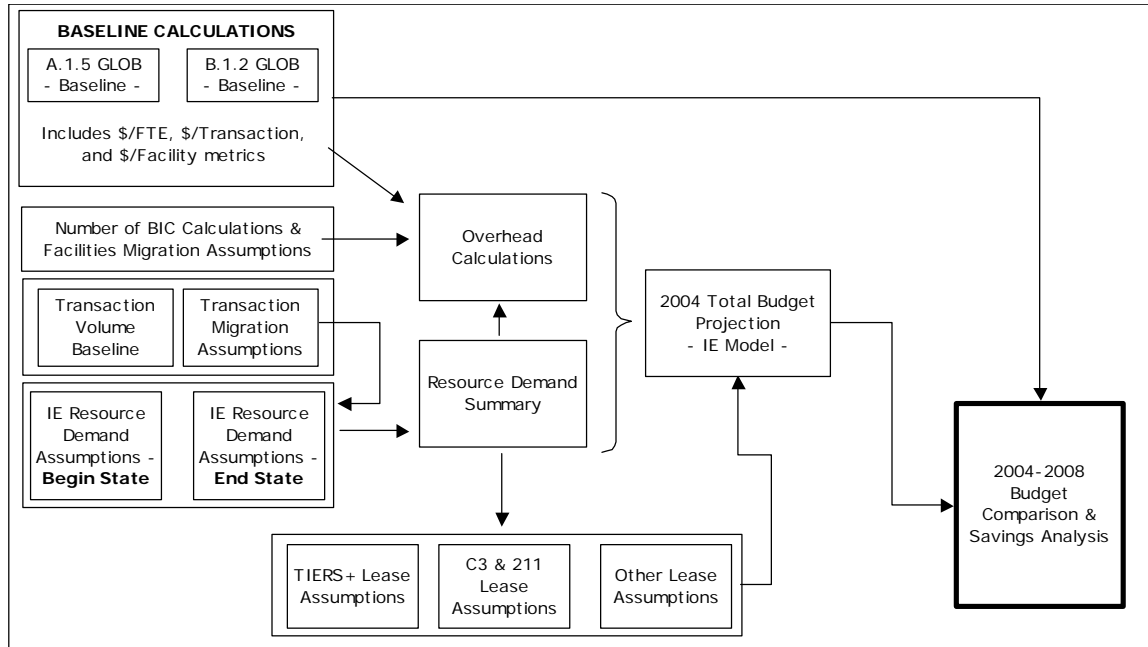 BASELINE CALCULATIONS
A.1.5 GLOB
- Baseline -
B.1.2 GLOB
- Baseline -
Includes $/FTE, $/Transaction,
and $/Facility metrics
Number of BIC Calculations &
Facilities Migration Assumptions
Transaction
Volume
Baseline
Transaction
Migration
Assumptions
IE Resource
Demand
Assumptions -
Begin State
IE Resource
Demand
Assumptions -
End State
Overhead
Calculations
Resource Demand
Summary
TIERS+ Lease
Assumptions
C3 & 211
Lease
Assumptions
Other Lease
Assumptions
2004 Total Budget
Projection
- IE Model -
2004-2008
Budget
Comparison &
Savings Analysis